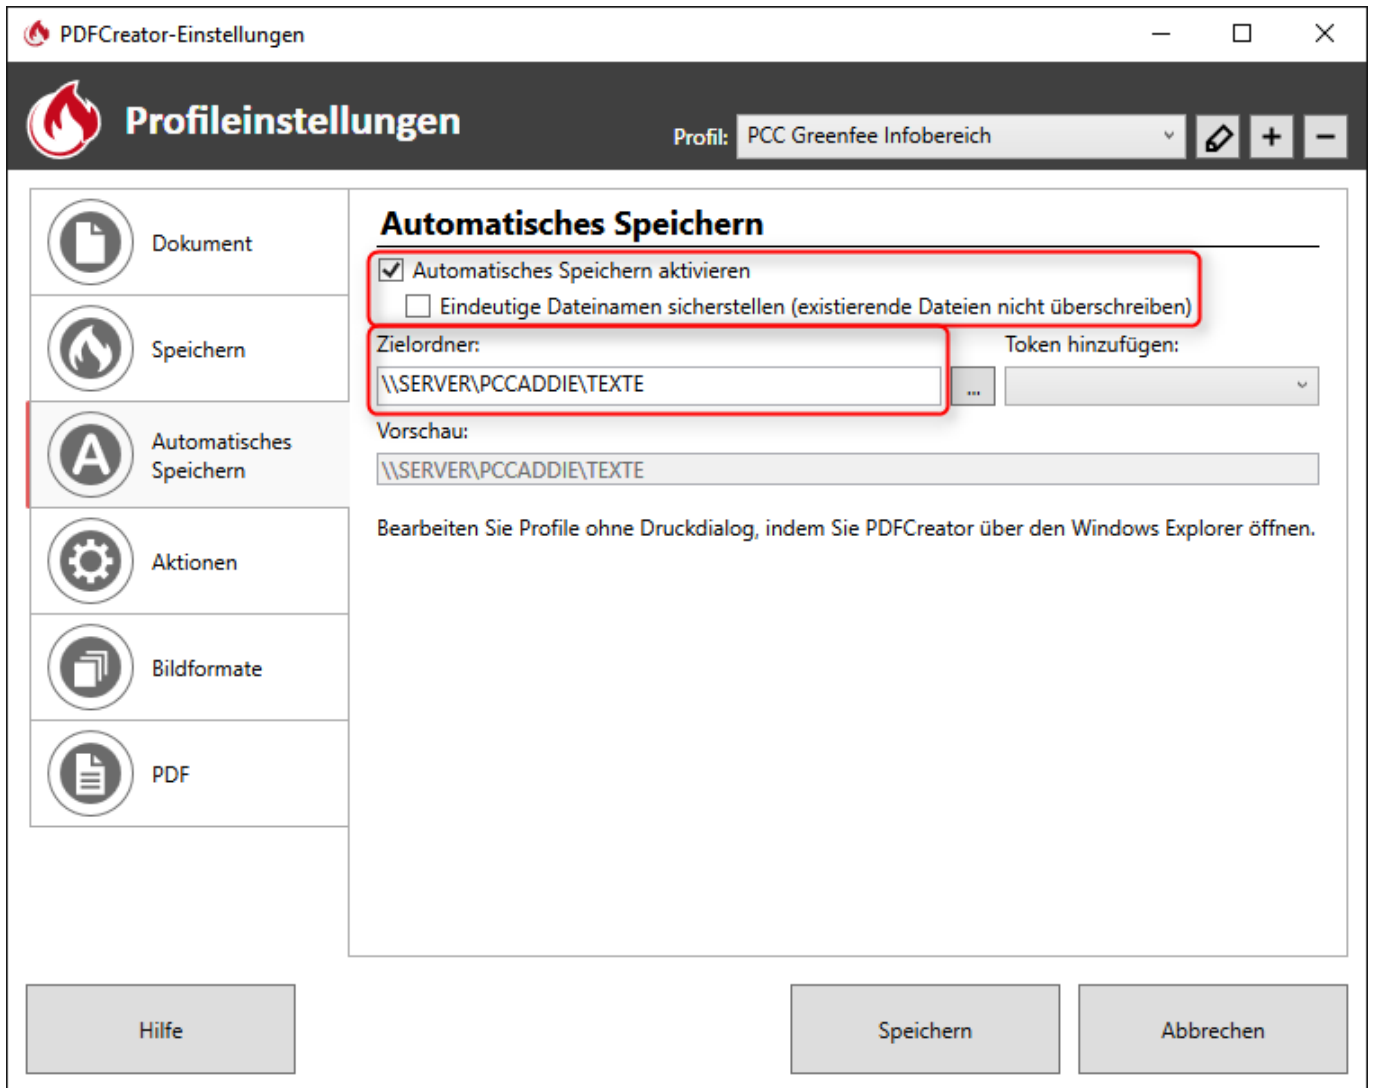 PDFCreator-Einstellungen
Profileinstellungen
Profil: PCC Greenfee Infobereich
Dokument
Speichern
Automatisches
Speichern
Aktionen
Bildformate
PDF
Automatisches Speichern
Automatisches Speichern aktivieren
Eindeutige Dateinamen sicherstellen (existierende Dateien nicht überschreiben)
Zielordner:
Token hinzufügen:
\\SERVER\PCCADDIE\TEXTE
...
Vorschau:
\\SERVER\PCCADDIE\TEXTE
Bearbeiten Sie Profile ohne Druckdialog, indem Sie PDFCreator über den Windows Explorer öffnen.
Hilfe
Speichern
Abbrechen